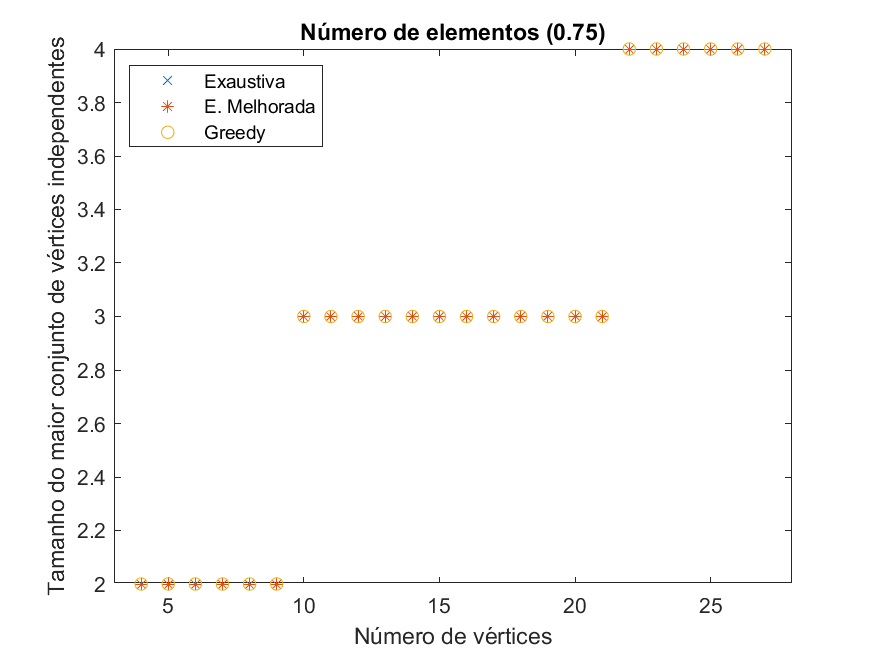 Número de elementos (0.75)
Tamanho do maior conjunto de vértices independentes
4
3.8
3.6
3.4
3.2
3
2.8
2.6
2.4
2.2
2
Exaustiva
E. Melhorada
Greedy
5
10
15
20
25
Número de vértices